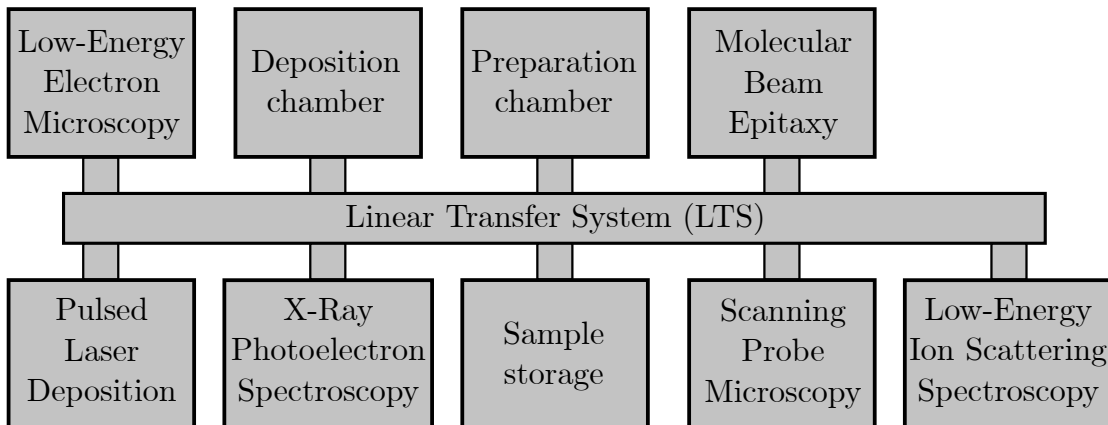 Low-Energy
Electron
Microscopy
Deposition
chamber
Preparation
chamber
Molecular
Beam
Epitaxy
Linear Transfer System (LTS)
Pulsed
Laser
Deposition
X-Ray
Photoelectron
Spectroscopy
Sample
storage
Scanning
Probe
Microscopy
Low-Energy
Ion Scattering
Spectroscopy